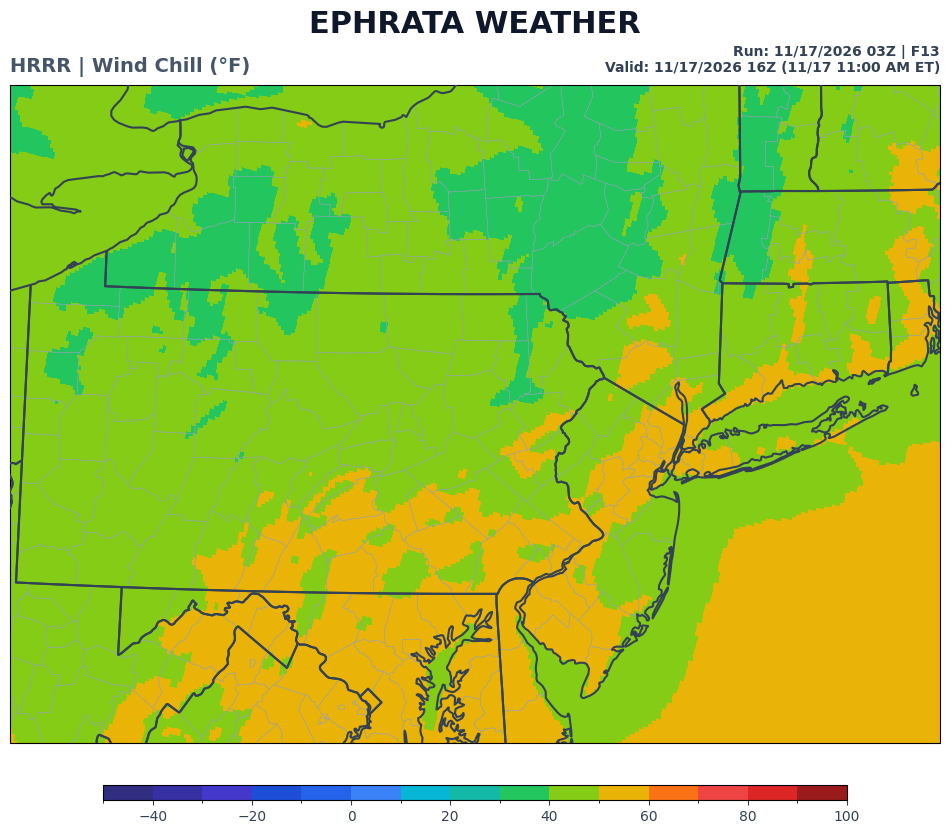 EPHRATA WEATHER
HRRR | Wind Chill (°F)
Run: 11/17/2026 03Z | F13
Valid: 11/17/2026 16Z (11/17 11:00 AM ET)
−40 −20 0 20 40 60 80 100